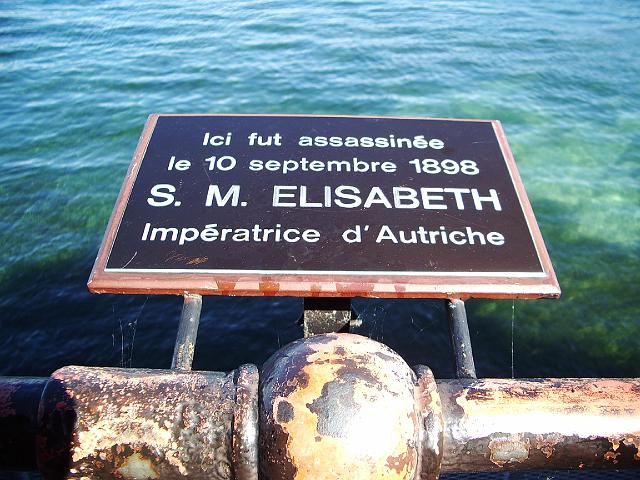 Ici fut assassinée
le 10 septembre 1898
S. M. ELISABETH
Impératrice d'Autriche